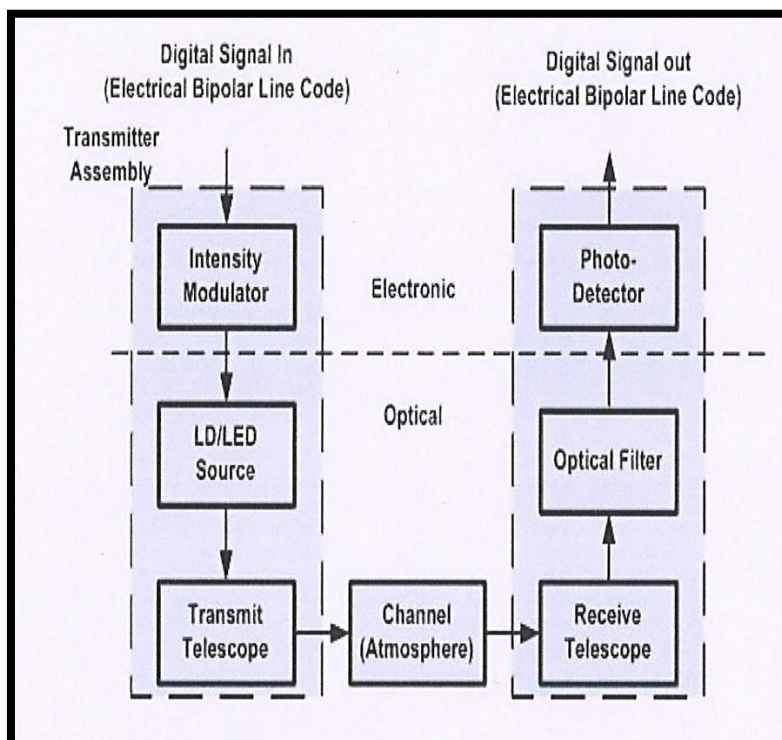 Digital Signal In
(Electrical Bipolar Line Code)
Digital Signal out
(Electrical Bipolar Line Code)
Transmitter
Assembly
Intensity
Modulator
Electronic
Photo-
Detector
LD/LED
Source
Optical
Optical Filter
Transmit
Telescope
Channel
(Atmosphere)
Receive
Telescope